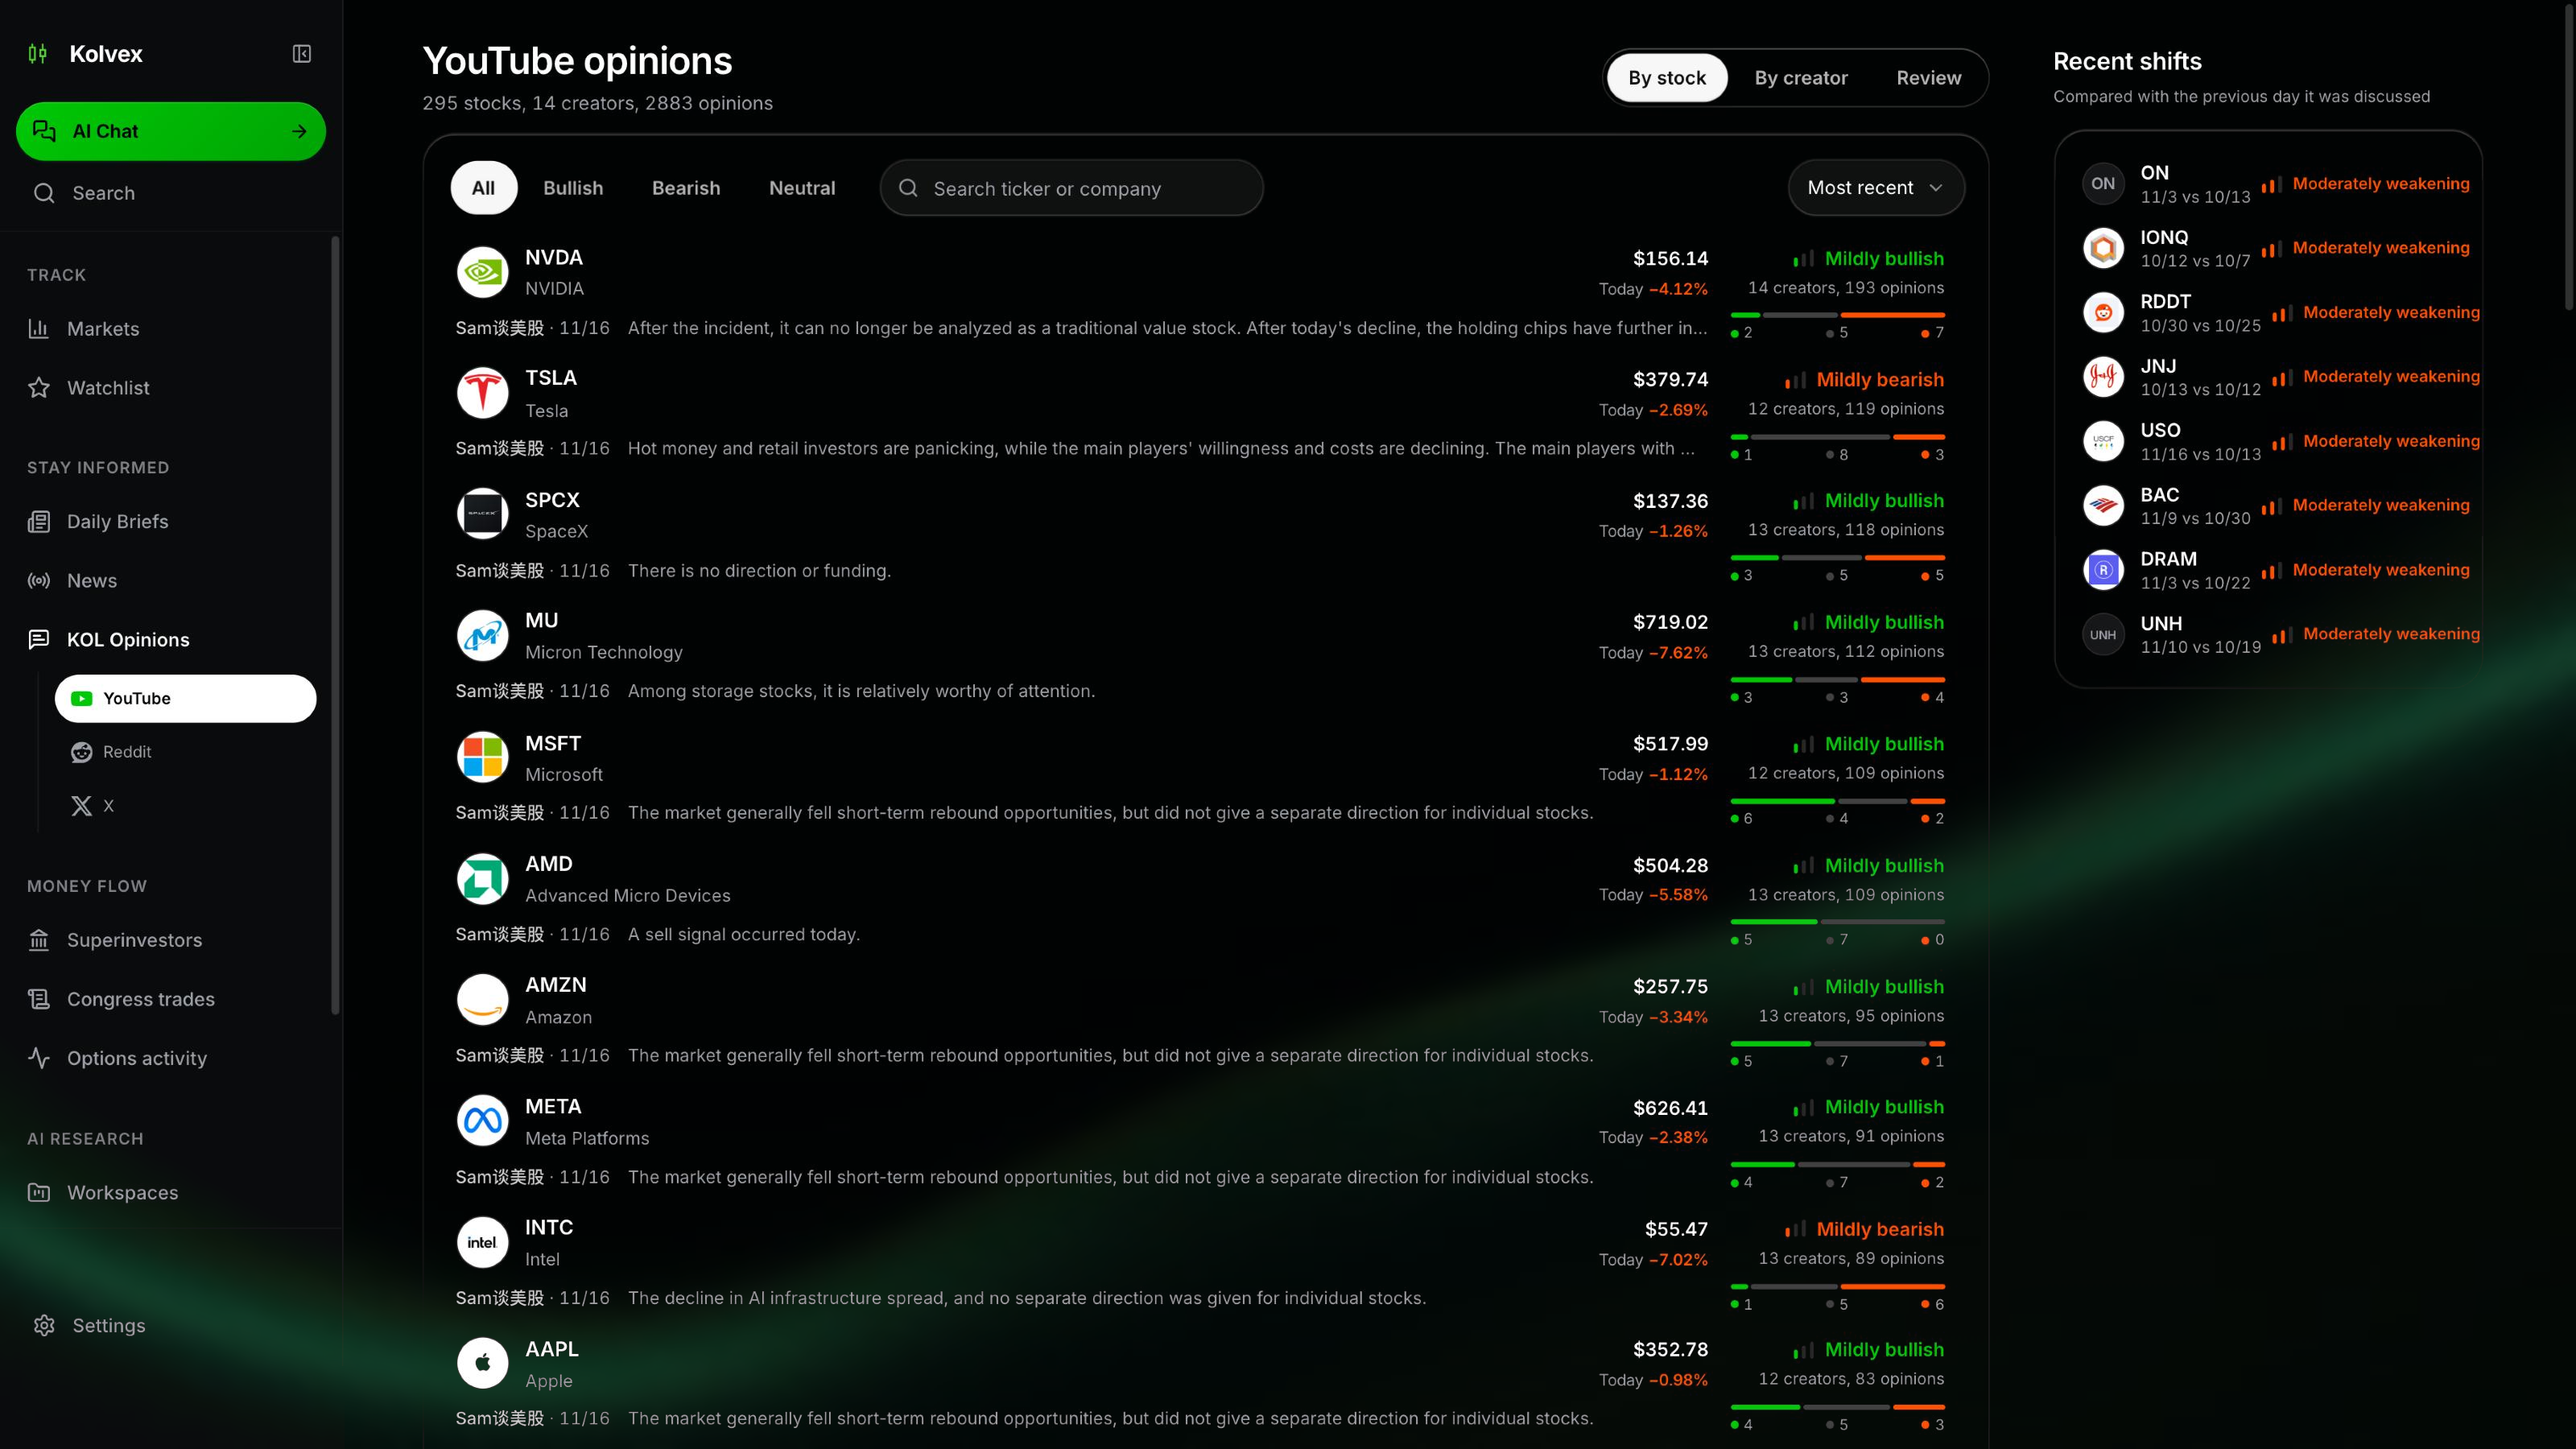 Kolvex
AI Chat
Search
TRACK
Markets
Watchlist
STAY INFORMED
Daily Briefs
News
KOL Opinions
YouTube
Reddit
X
MONEY FLOW
Superinvestors
Congress trades
Options activity
AI RESEARCH
Workspaces
Settings
YouTube opinions
295 stocks, 14 creators, 2883 opinions
By stock By creator Review
All Bullish Bearish Neutral Search ticker or company Most recent
NVDA $156.14 Mildly bullish
NVIDIA Today −4.12% 14 creators, 193 opinions
Sam谈美股 · 11/16 After the incident, it can no longer be analyzed as a traditional value stock. After today's decline, the holding chips have further in...
2 5 7
TSLA $379.74 Mildly bearish
Tesla Today −2.69% 12 creators, 119 opinions
Sam谈美股 · 11/16 Hot money and retail investors are panicking, while the main players' willingness and costs are declining. The main players with ...
1 8 3
SPCX $137.36 Mildly bullish
SpaceX Today −1.26% 13 creators, 118 opinions
Sam谈美股 · 11/16 There is no direction or funding.
3 5 5
MU $719.02 Mildly bullish
Micron Technology Today −7.62% 13 creators, 112 opinions
Sam谈美股 · 11/16 Among storage stocks, it is relatively worthy of attention.
3 3 4
MSFT $517.99 Mildly bullish
Microsoft Today −1.12% 12 creators, 109 opinions
Sam谈美股 · 11/16 The market generally fell short-term rebound opportunities, but did not give a separate direction for individual stocks.
6 4 2
AMD $504.28 Mildly bullish
Advanced Micro Devices Today −5.58% 13 creators, 109 opinions
Sam谈美股 · 11/16 A sell signal occurred today.
5 7 0
AMZN $257.75 Mildly bullish
Amazon Today −3.34% 13 creators, 95 opinions
Sam谈美股 · 11/16 The market generally fell short-term rebound opportunities, but did not give a separate direction for individual stocks.
5 7 1
META $626.41 Mildly bullish
Meta Platforms Today −2.38% 13 creators, 91 opinions
Sam谈美股 · 11/16 The market generally fell short-term rebound opportunities, but did not give a separate direction for individual stocks.
4 7 2
intel
INTC $55.47 Mildly bearish
Intel Today −7.02% 13 creators, 89 opinions
Sam谈美股 · 11/16 The decline in AI infrastructure spread, and no separate direction was given for individual stocks.
1 5 6
AAPL $352.78 Mildly bullish
Apple Today −0.98% 12 creators, 83 opinions
Sam谈美股 · 11/16 The market generally fell short-term rebound opportunities, but did not give a separate direction for individual stocks.
4 5 3
Recent shifts
Compared with the previous day it was discussed
ON ON Moderately weakening
11/3 vs 10/13
IONQ Moderately weakening
10/12 vs 10/7
RDDT Moderately weakening
10/30 vs 10/25
JNJ Moderately weakening
10/13 vs 10/12
USCF USO Moderately weakening
11/16 vs 10/13
BAC Moderately weakening
11/9 vs 10/30
R DRAM Moderately weakening
11/3 vs 10/22
UNH UNH Moderately weakening
11/10 vs 10/19